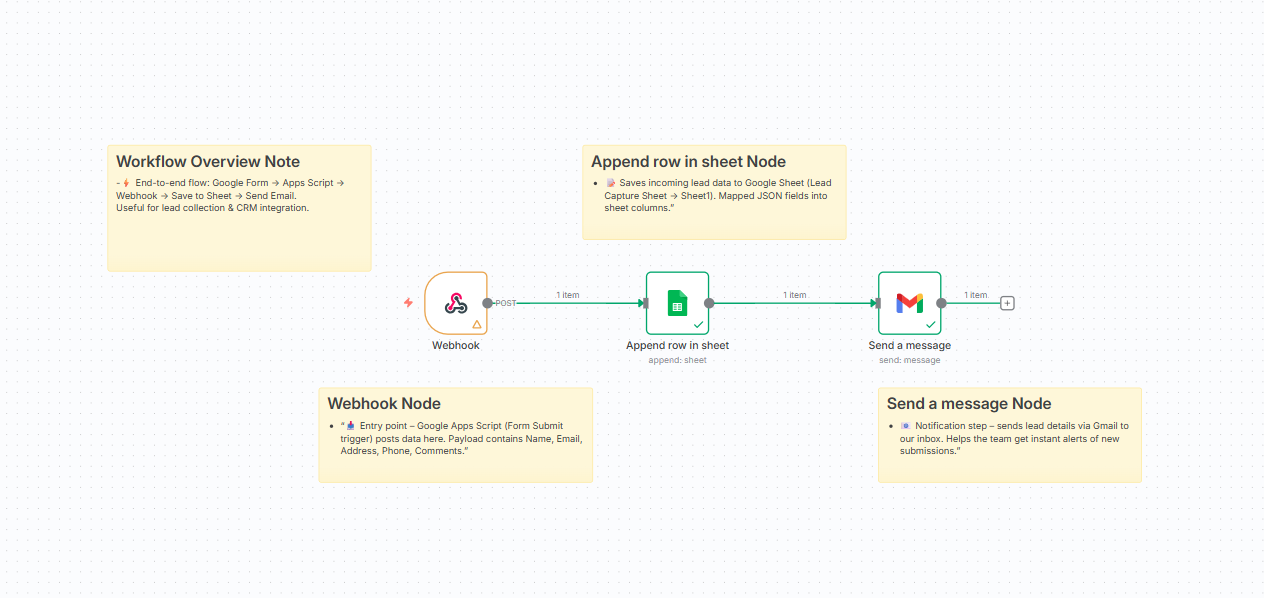 Workflow Overview Note
- ⚡ End-to-end flow: Google Form → Apps Script →
Webhook → Save to Sheet → Send Email.
Useful for lead collection & CRM integration.
Append row in sheet Node
• 📝 Saves incoming lead data to Google Sheet (Lead
Capture Sheet → Sheet1). Mapped JSON fields into
sheet columns.”
POST
1 item
1 item
1 item
Webhook
Append row in sheet
append: sheet
Send a message
send: message
Webhook Node
• “📥 Entry point – Google Apps Script (Form Submit
trigger) posts data here. Payload contains Name, Email,
Address, Phone, Comments.”
Send a message Node
• 📧 Notification step – sends lead details via Gmail to
our inbox. Helps the team get instant alerts of new
submissions.”